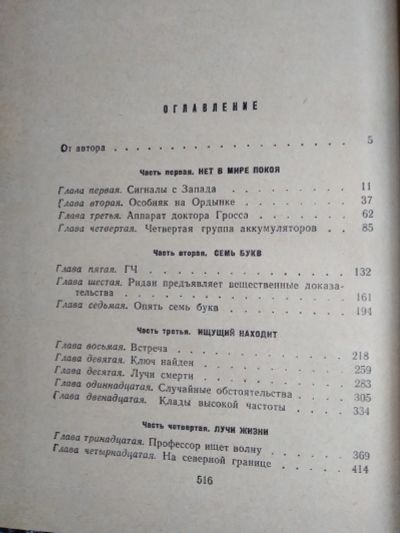 ОГЛАВЛЕНИЕ
От автора . . . . . . . . . . . . . . . . . . 5
Часть первая. НЕТ В МИРЕ ПОКОЯ
Глава первая. Сигналы с Запада . . . . . . . . . 11
Глава вторая. Особняк на Ордынке . . . . . . . . 37
Глава третья. Аппарат доктора Гросса . . . . . . . 62
Глава четвертая. Четвертая группа аккумуляторов . . . 85
Часть вторая. СЕМЬ БУКВ
Глава пятая. ГЧ . . . . . . . . . . . . . . 132
Глава шестая. Ридан предъявляет вещественные доказа-
тельства . . . . . . . . . . . . . . . 161
Глава седьмая. Опять семь букв . . . . . . . . . 194
Часть третья. ИЩУЩИЙ НАХОДИТ
Глава восьмая. Встреча . . . . . . . . . . . . 218
Глава девятая. Ключ найден . . . . . . . . . . 259
Глава десятая. Лучи смерти . . . . . . . . . . 283
Глава одиннадцатая. Случайные обстоятельства . . . . 305
Глава двенадцатая. Клады высокой частоты . . . . . 334
Часть четвертая. ЛУЧИ ЖИЗНИ
Глава тринадцатая. Профессор ищет волну . . . . . 369
Глава четырнадцатая. На северной границе . . . . . 414
516